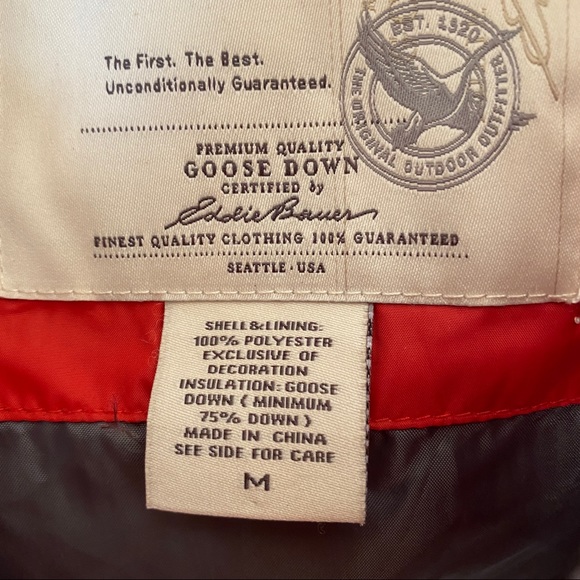 The First. The Best.
Unconditionally Guaranteed.
EST. 1920
THE ORIGINAL OUTDOOR OUTFITTER
PREMIUM QUALITY
GOOSE DOWN
CERTIFIED by
Eddie Bauer
FINEST QUALITY CLOTHING 100% GUARANTEED
SEATTLE · USA
SHELL&LINING:
100% POLYESTER
EXCLUSIVE OF
DECORATION
INSULATION: GOOSE
DOWN ( MINIMUM
75% DOWN )
MADE IN CHINA
SEE SIDE FOR CARE
M